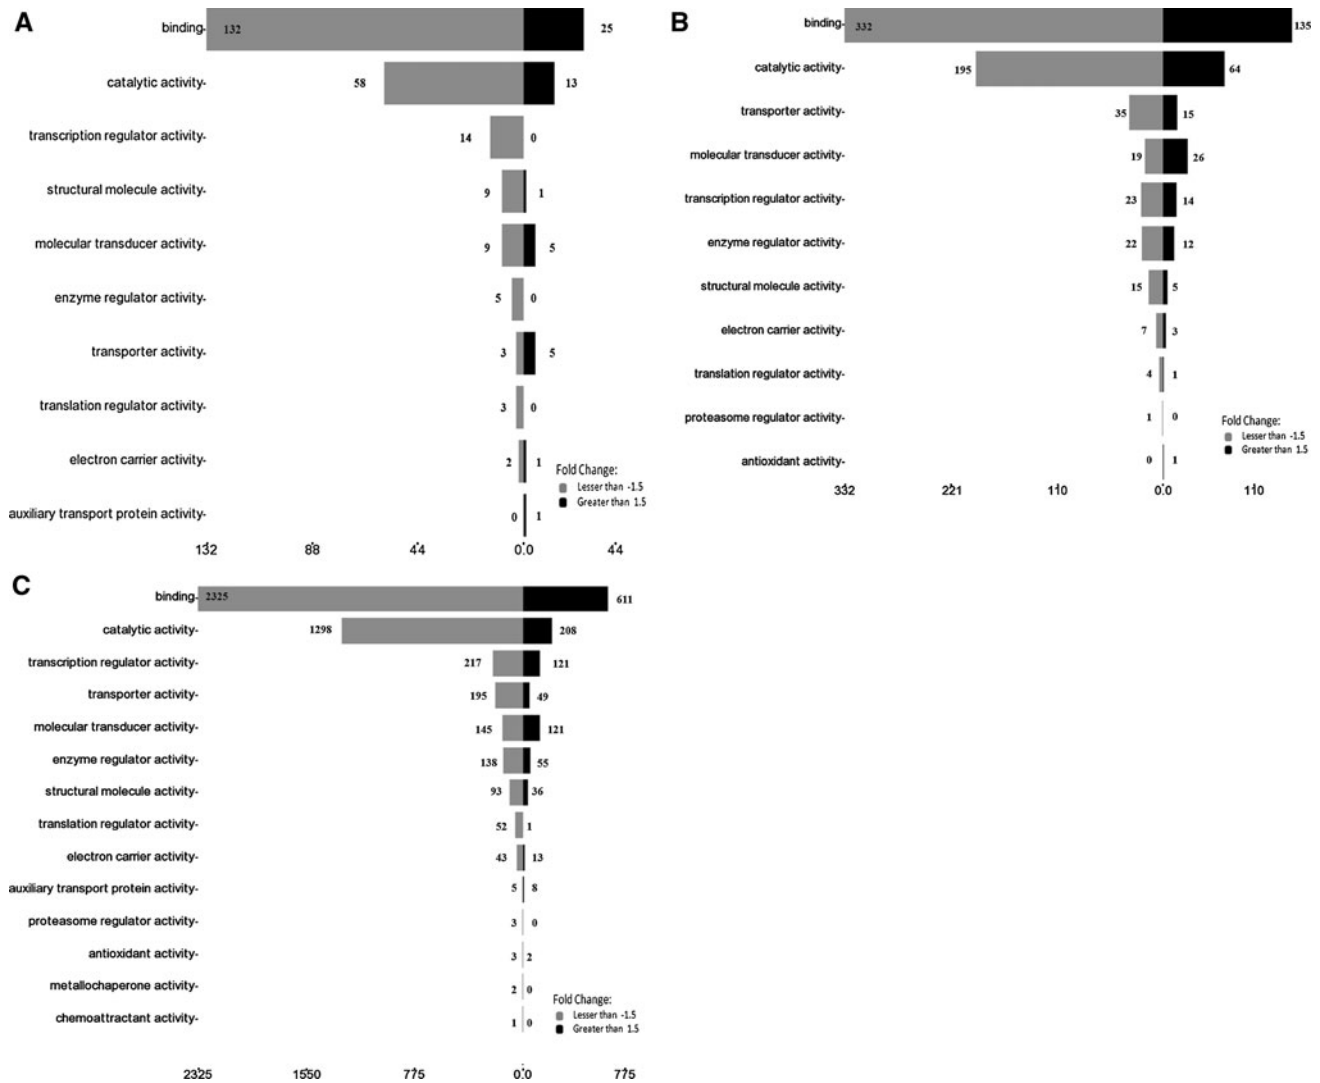 A
binding- 132 25
catalytic activity- 58 13
transcription regulator activity- 14 0
structural molecule activity- 9 1
molecular transducer activity- 9 5
enzyme regulator activity- 5 0
transporter activity- 3 5
translation regulator activity- 3 0
electron carrier activity- 2 1
auxiliary transport protein activity- 0 1
Fold Change:
Lesser than -1.5
Greater than 1.5
132 88 44 0.0 44
B
binding- 332 135
catalytic activity- 195 64
transporter activity- 35 15
molecular transducer activity- 19 26
transcription regulator activity- 23 14
enzyme regulator activity- 22 12
structural molecule activity- 15 5
electron carrier activity- 7 3
translation regulator activity- 4 1
proteasome regulator activity- 1 0
antioxidant activity- 0 1
Fold Change:
Lesser than -1.5
Greater than 1.5
332 221 110 0.0 110
C
binding- 2325 611
catalytic activity- 1298 208
transcription regulator activity- 217 121
transporter activity- 195 49
molecular transducer activity- 145 121
enzyme regulator activity- 138 55
structural molecule activity- 93 36
translation regulator activity- 52 1
electron carrier activity- 43 13
auxiliary transport protein activity- 5 8
proteasome regulator activity- 3 0
antioxidant activity- 3 2
metallochaperone activity- 2 0
chemoattractant activity- 1 0
Fold Change:
Lesser than -1.5
Greater than 1.5
2325 1550 775 0.0 775